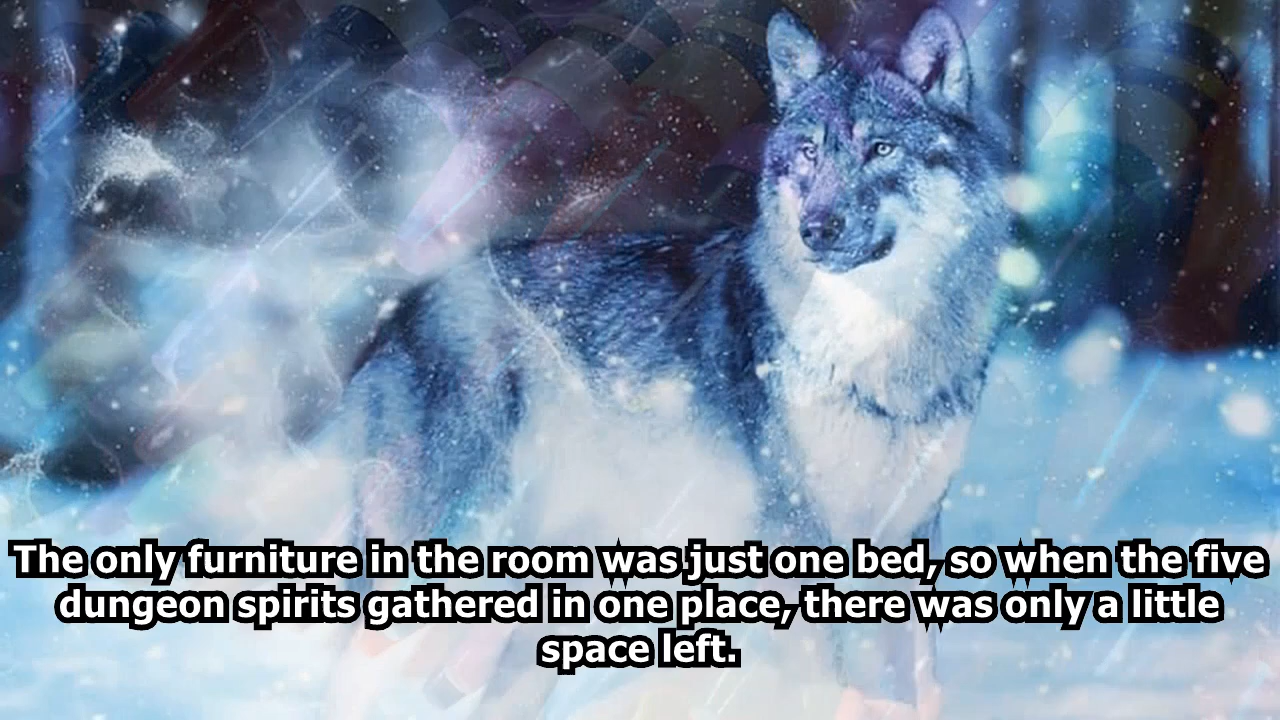 The only furniture in the room was just one bed, so when the five
dungeon spirits gathered in one place, there was only a little
space left.